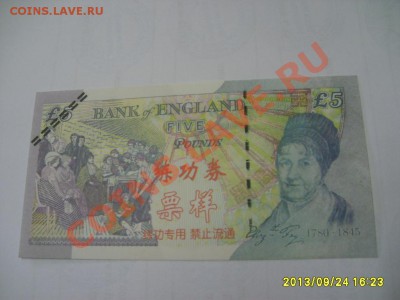 COINS.LAVE.RU
£5
BANK of ENGLAND
£5
FIVE
POUNDS
COINS.LAVE.RU
练功券
票样
练功专用 禁止流通
1780-1845
2013/09/24 16:23